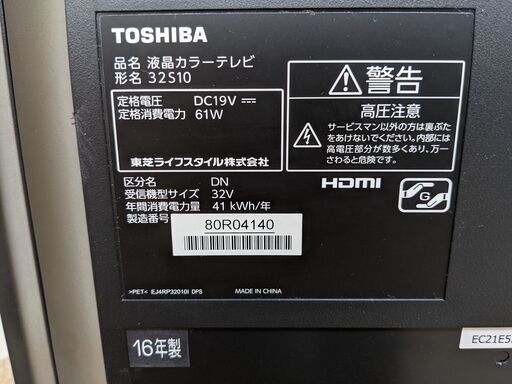 TOSHIBA
品名 液晶カラーテレビ
形名 32S10
定格電圧 DC19V ⎓
定格消費電力 61W
東芝ライフスタイル株式会社
区分名 DN
受信機型サイズ 32V
年間消費電力量 41 kWh/年
製造番号
80R04140
>PET< EJ4RP32010I DPS
MADE IN CHINA
⚠警告
高圧注意
サービスマン以外の方は裏ぶた
をあけないでください。内部には
高電圧部分が数多くあり、万一
さわると危険です。
HDMI
G
16年製